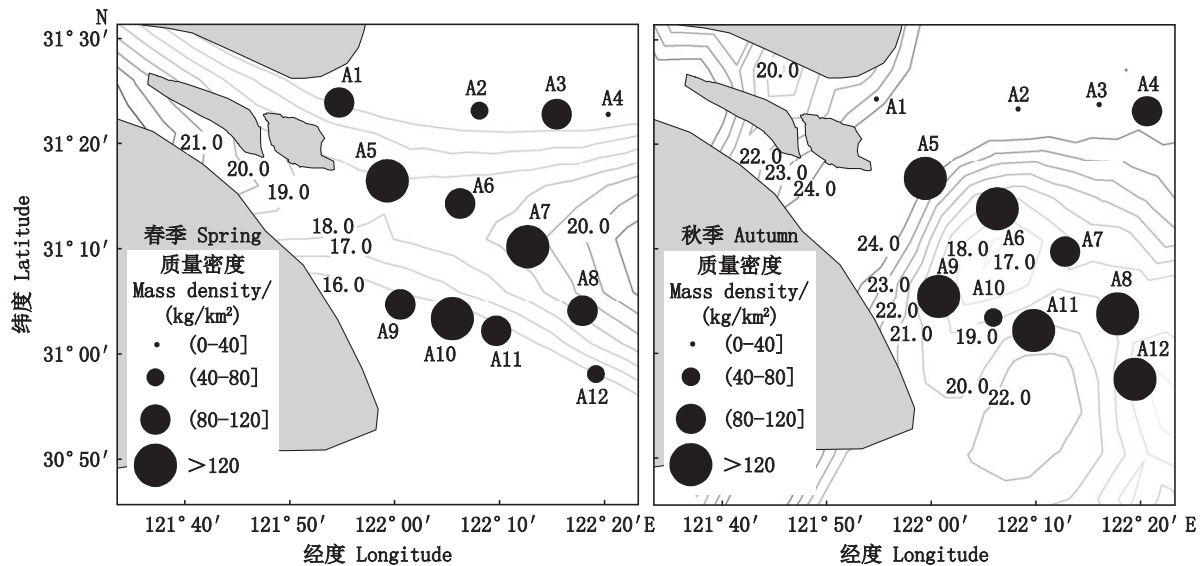 N
31°30′
31°20′
31°10′
31°00′
30°50′
纬度 Latitude
A1
A2
A3
A4
A5
A6
A7
A8
A9
A10
A11
A12
21.0
20.0
19.0
18.0
17.0
16.0
20.0
春季 Spring
质量密度
Mass density/
(kg/km²)
(0-40]
(40-80]
(80-120]
>120
121°40′
121°50′
122°00′
122°10′
122°20′E
经度 Longitude
20.0
A1
A2
A3
A4
A5
A6
A7
A8
A9
A10
A11
A12
22.0
23.0
24.0
24.0
23.0
22.0
21.0
18.0
17.0
19.0
20.0
22.0
秋季 Autumn
质量密度
Mass density/
(kg/km²)
(0-40]
(40-80]
(80-120]
>120
121°40′
121°50′
122°00′
122°10′
122°20′E
经度 Longitude